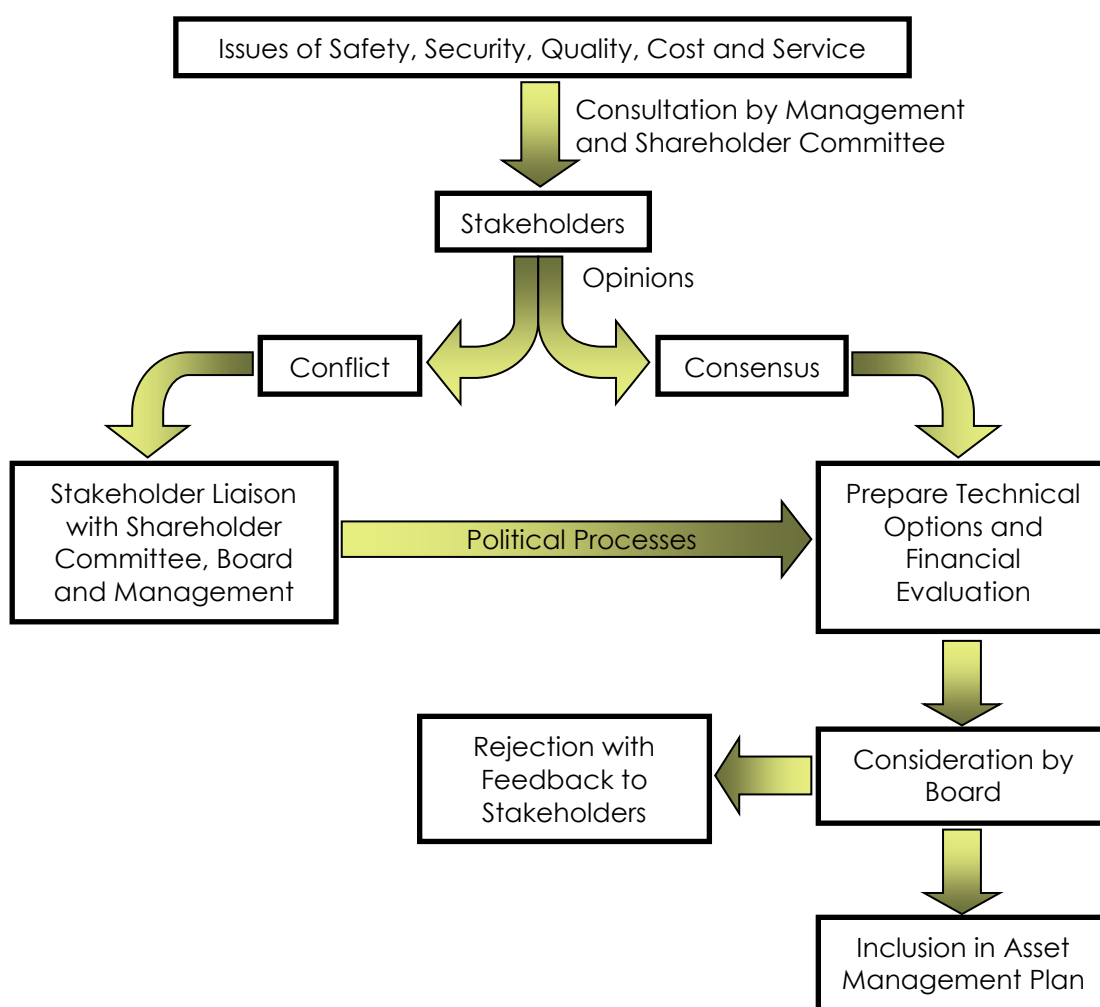 Issues of Safety, Security, Quality, Cost and Service
Consultation by Management
and Shareholder Committee
Stakeholders
Opinions
Conflict
Consensus
Stakeholder Liaison
with Shareholder
Committee, Board
and Management
Political Processes
Prepare Technical
Options and
Financial
Evaluation
Rejection with
Feedback to
Stakeholders
Consideration by
Board
Inclusion in Asset
Management Plan